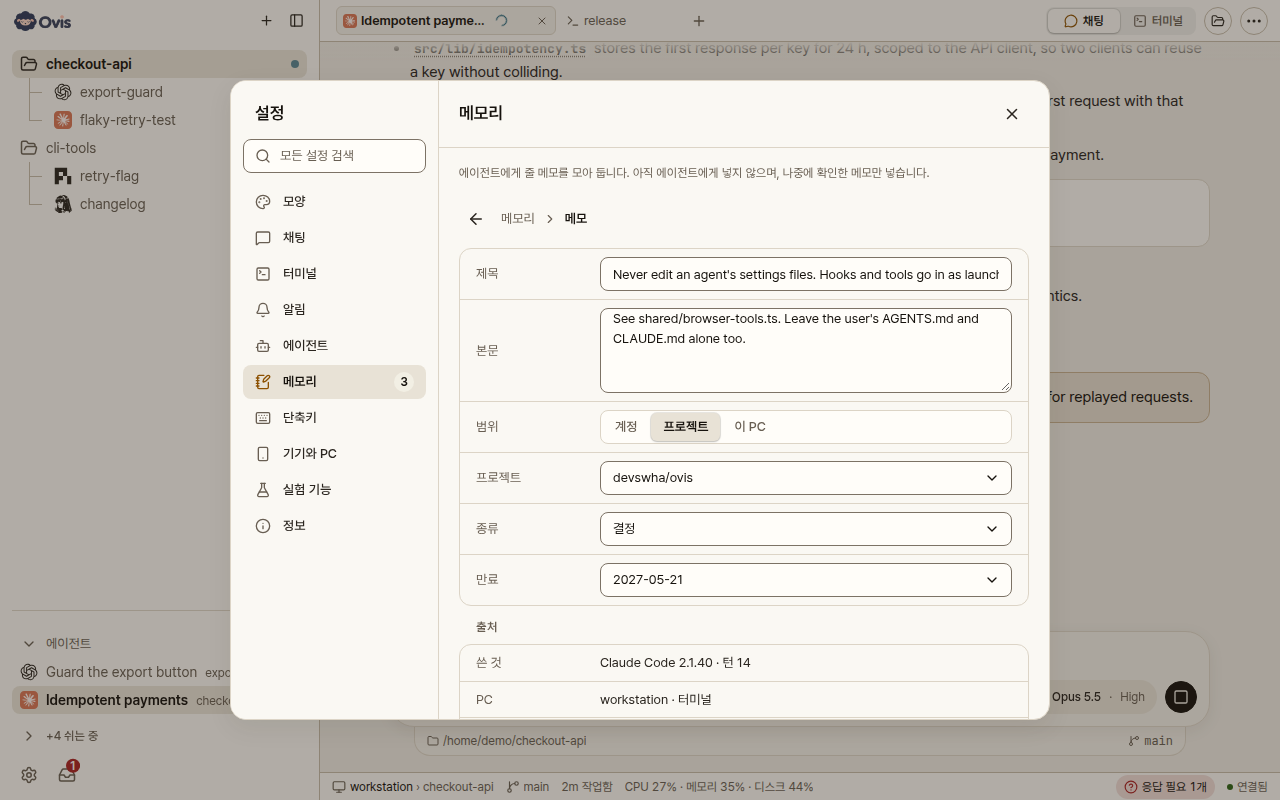 Ovis
checkout-api
export-guard
flaky-retry-test
cli-tools
retry-flag
changelog
에이전트
Guard the export button
Idempotent payments
+4 쉬는 중
1
Idempotent payme...
release
채팅
터미널
src/lib/idempotency.ts stores the first response per key for 24 h, scoped to the API client, so two clients can reuse
a key without colliding.
rst request with that
ayment.
ntics.
for replayed requests.
Opus 5.5 · High
/home/demo/checkout-api
main
workstation › checkout-api
main
2m 작업함
CPU 27% · 메모리 35% · 디스크 44%
응답 필요 1개
연결됨
설정
모든 설정 검색
모양
채팅
터미널
알림
에이전트
메모리
3
단축키
기기와 PC
실험 기능
정보
메모리
에이전트에게 줄 메모를 모아 둡니다. 아직 에이전트에게 넣지 않으며, 나중에 확인한 메모만 넣습니다.
메모리 > 메모
제목
Never edit an agent's settings files. Hooks and tools go in as launch
본문
See shared/browser-tools.ts. Leave the user's AGENTS.md and
CLAUDE.md alone too.
범위
계정
프로젝트
이 PC
프로젝트
devswha/ovis
종류
결정
만료
2027-05-21
출처
쓴 것
Claude Code 2.1.40 · 턴 14
PC
workstation · 터미널